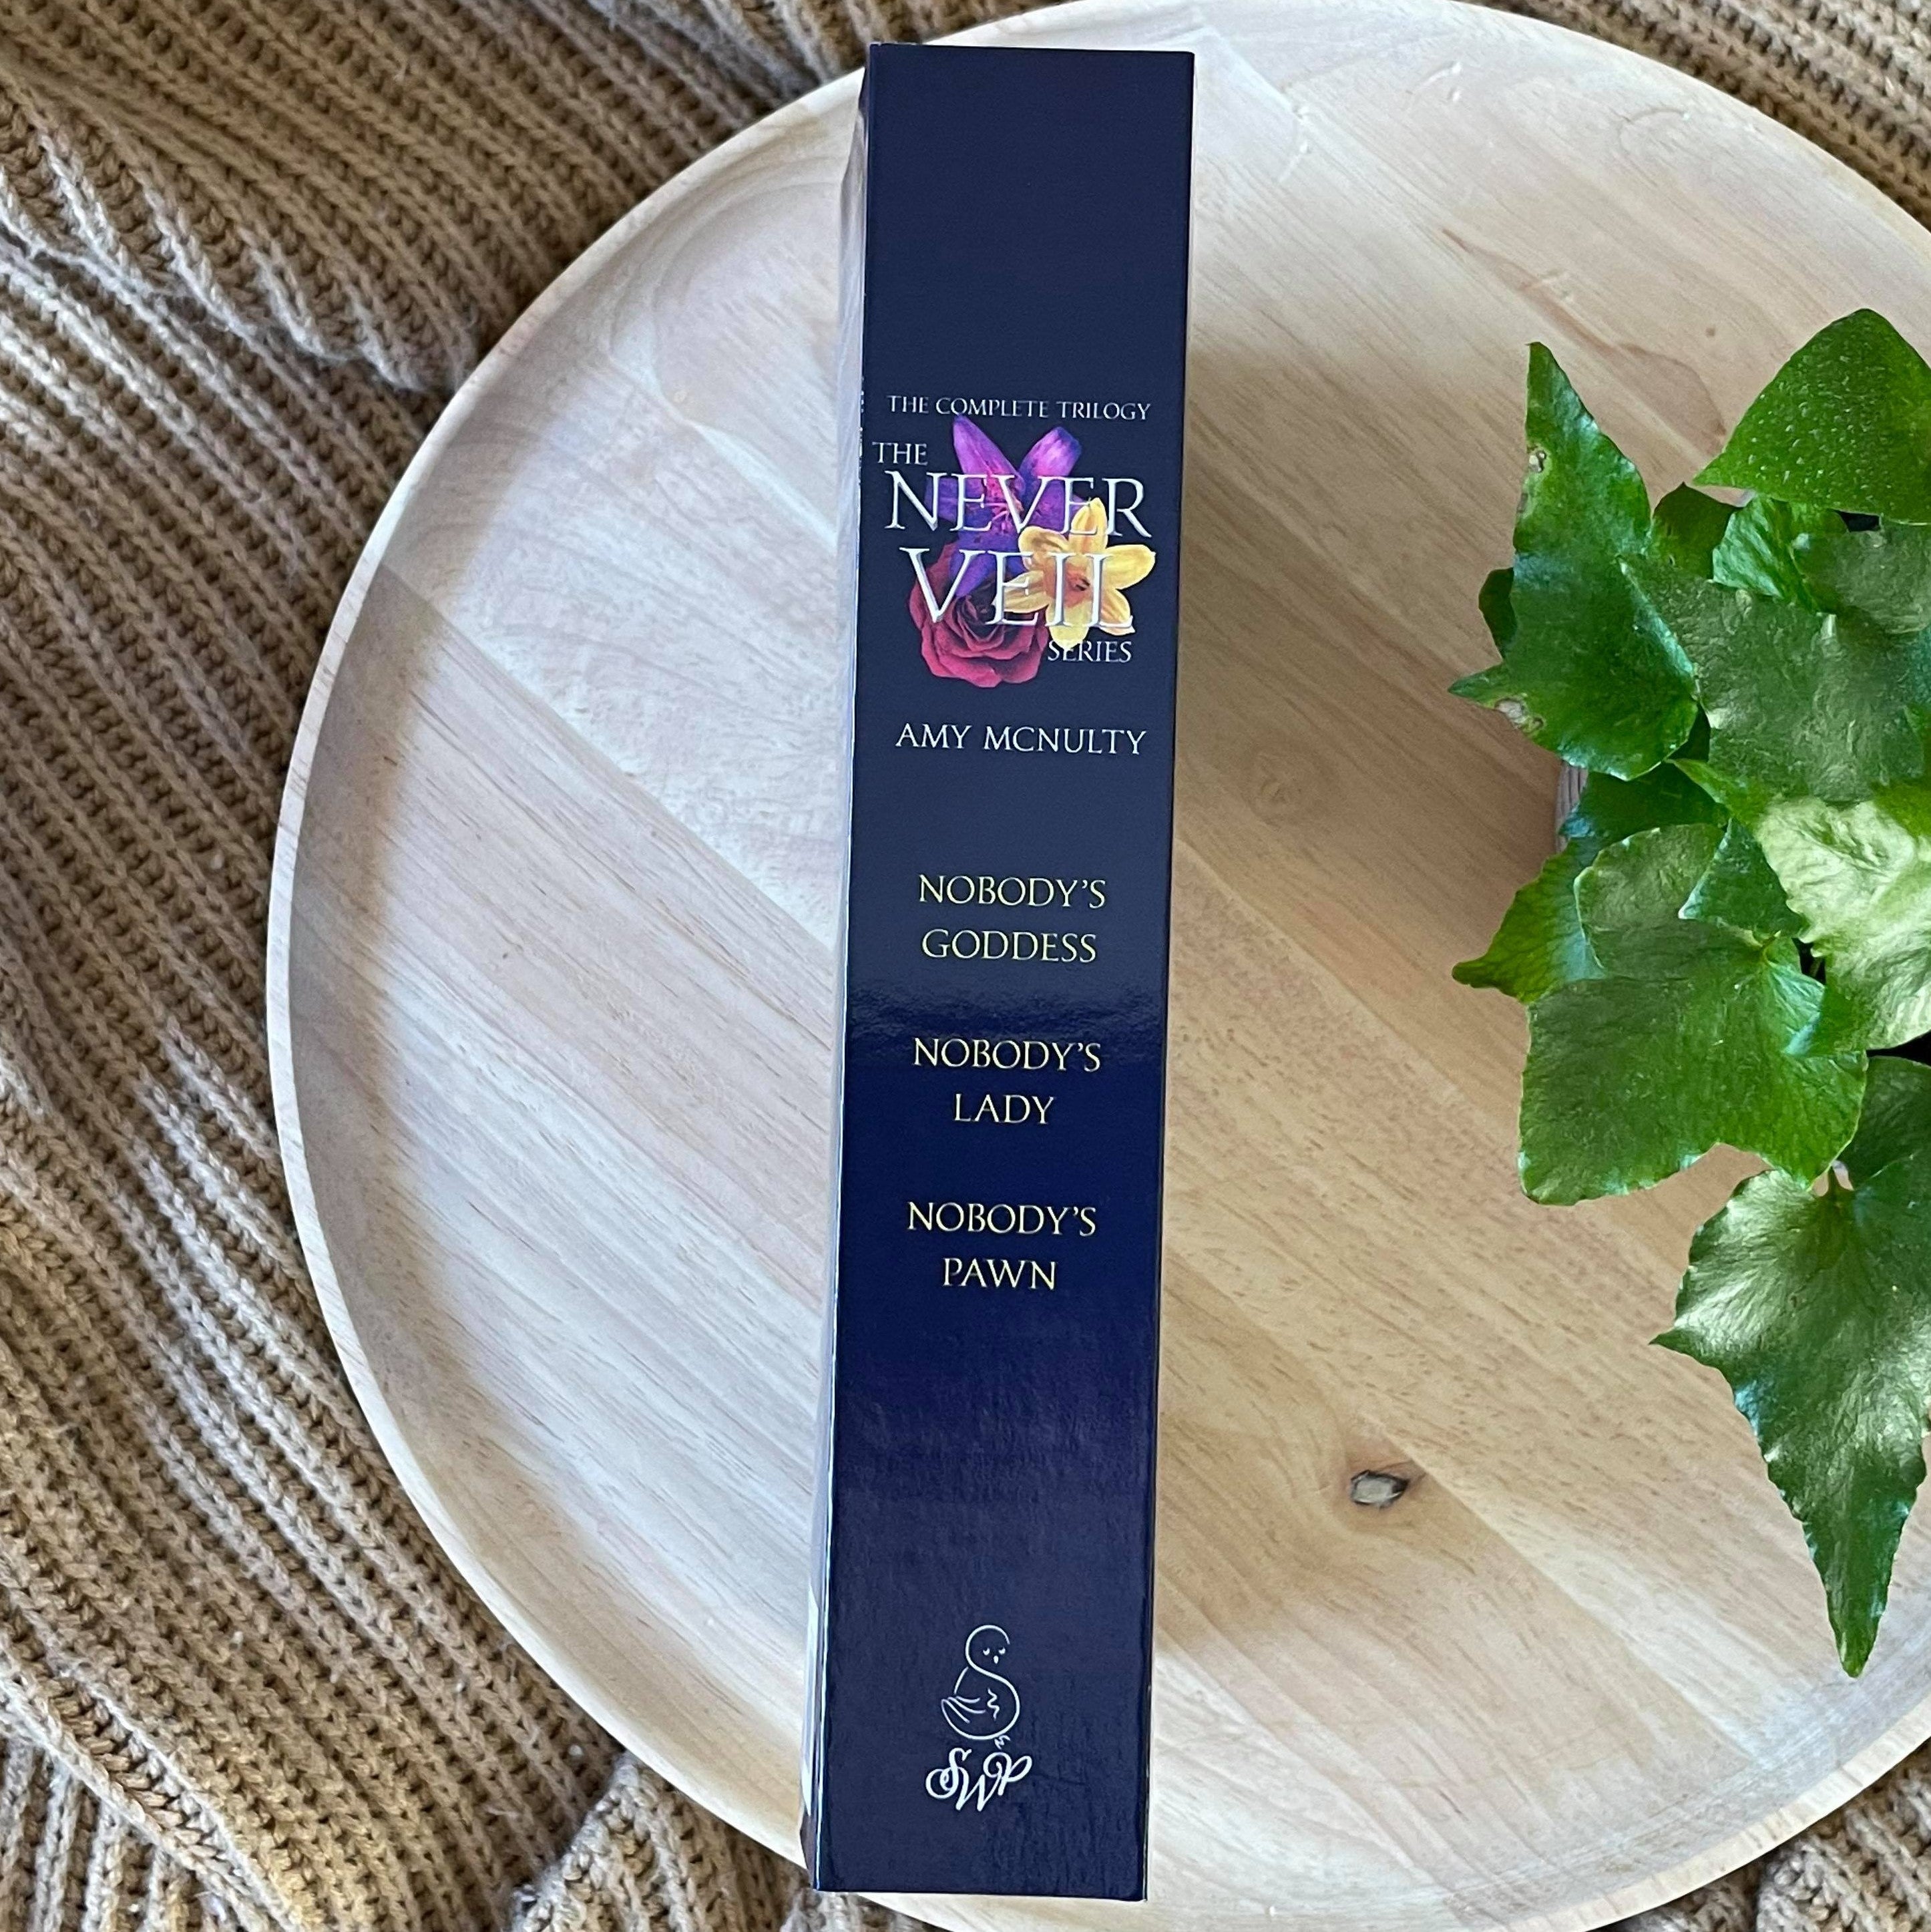 THE COMPLETE TRILOGY
THE
NEVER
VEIL
SERIES
AMY MCNULTY
NOBODY'S
GODDESS
NOBODY'S
LADY
NOBODY'S
PAWN
SWP